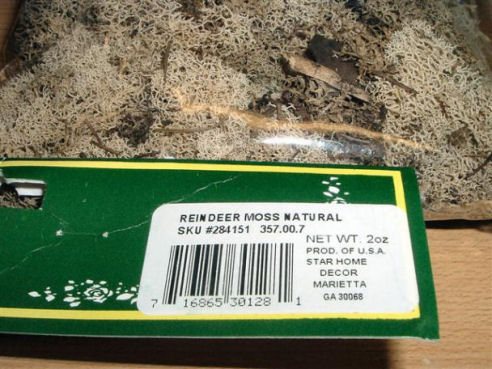 REINDEER MOSS NATURAL
SKU #284151 357.00.7
NET WT. 2oz
PROD. OF U.S.A.
STAR HOME
DECOR
MARIETTA
GA 30068
7 16865 30128 1